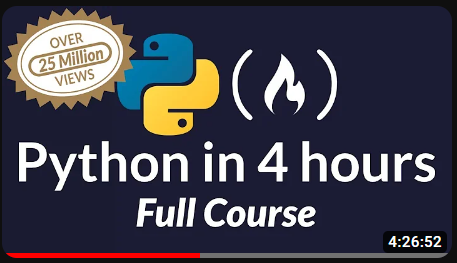 OVER
25 Million
VIEWS
Python in 4 hours
Full Course
4:26:52